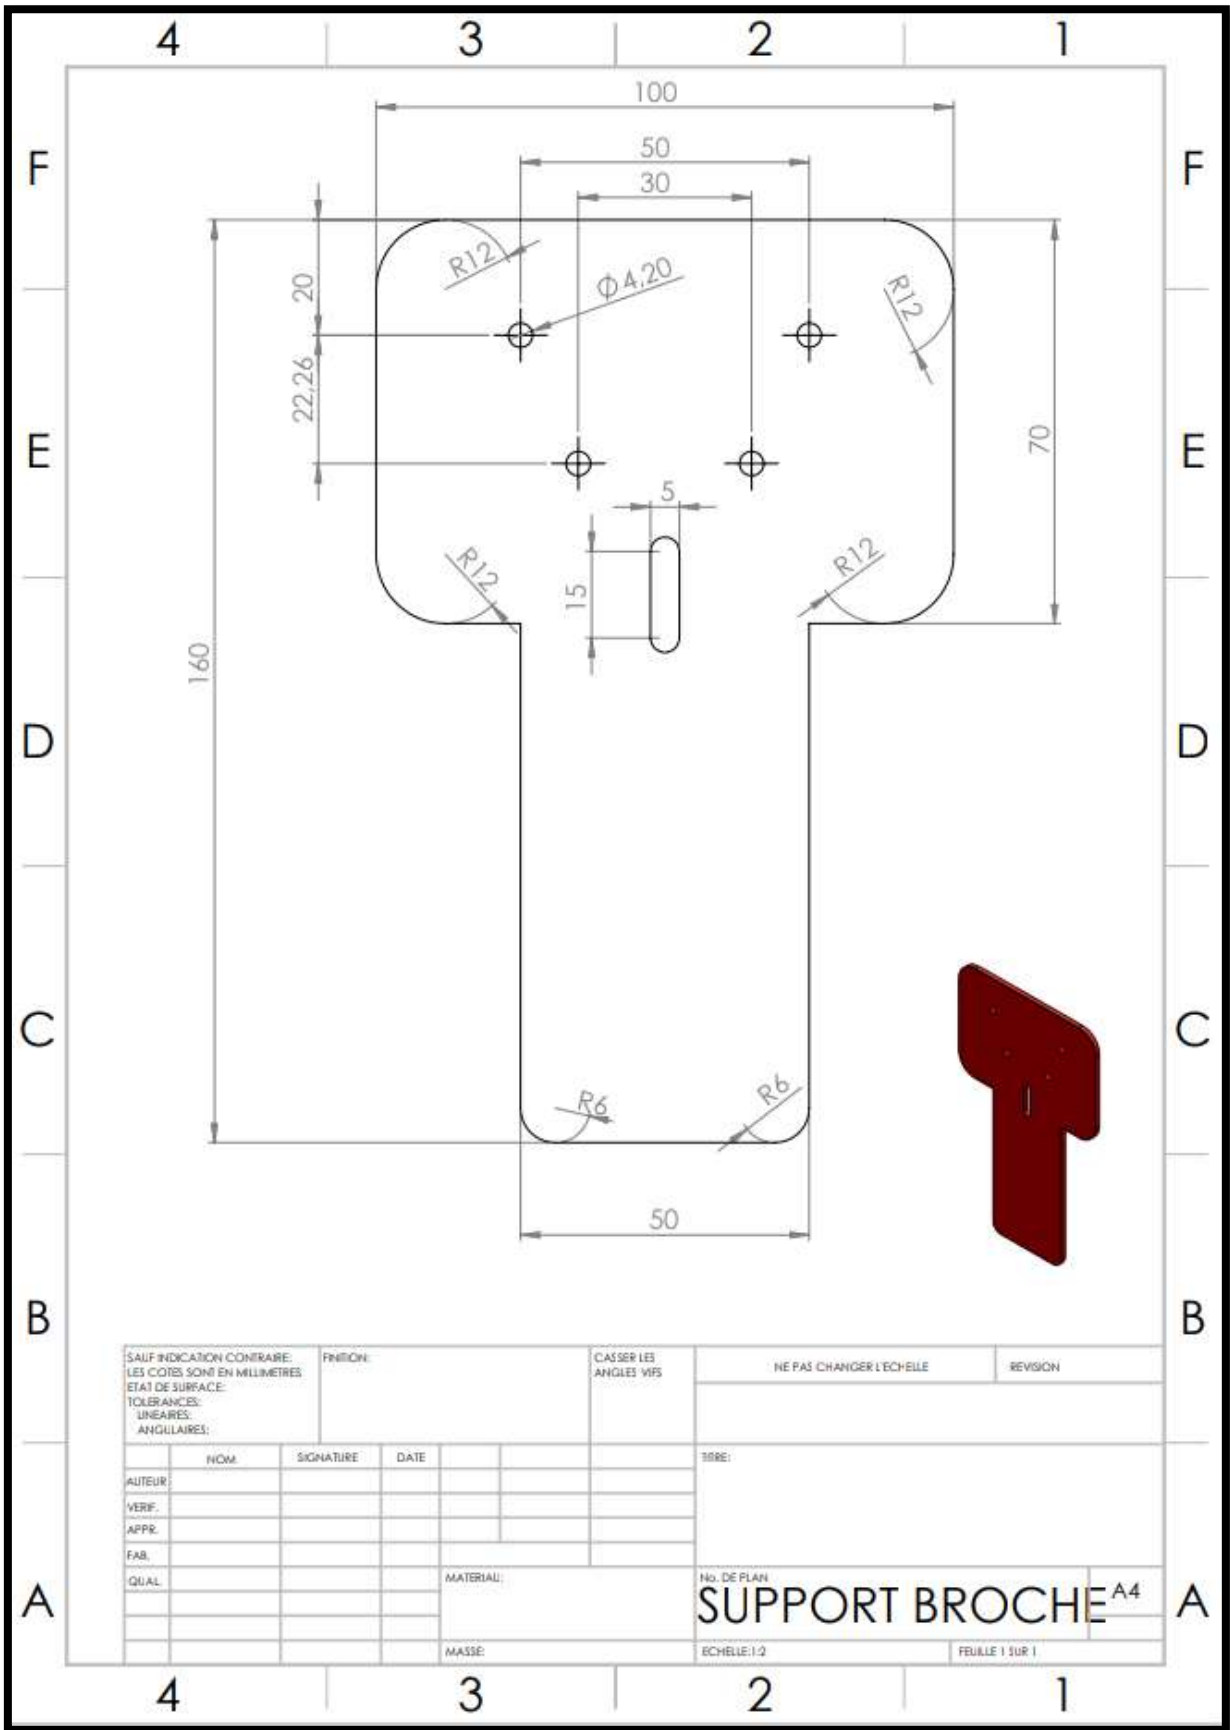 4 3 2 1
100
50
30
F F
R12
Ø 4,20
R12
20
22,26
E 70 E
5
R12 R12
15
160
D D
C C
R6 R6
50
B B
SAUF INDICATION CONTRAIRE:
LES COTES SONT EN MILLIMETRES
ETAT DE SURFACE:
TOLERANCES:
LINEAIRES:
ANGULAIRES:
FINITION:
CASSER LES
ANGLES VIFS
NE PAS CHANGER L'ECHELLE
REVISION
NOM SIGNATURE DATE
TITRE:
AUTEUR
VERIF.
APPR.
FAB.
QUAL.
MATERIAU:
No. DE PLAN
A SUPPORT BROCHE A4 A
MASSE:
ECHELLE:1:2
FEUILLE 1 SUR 1
4 3 2 1